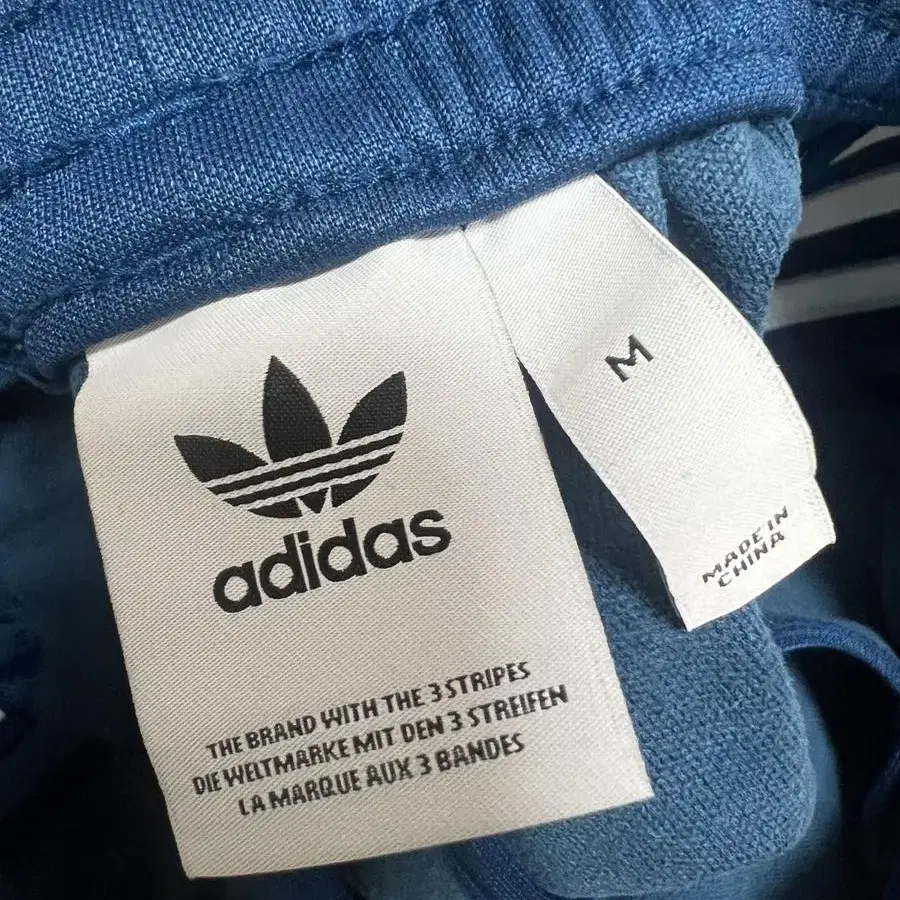 adidas
THE BRAND WITH THE 3 STRIPES
DIE WELTMARKE MIT DEN 3 STREIFEN
LA MARQUE AUX 3 BANDES
M
MADE IN
CHINA